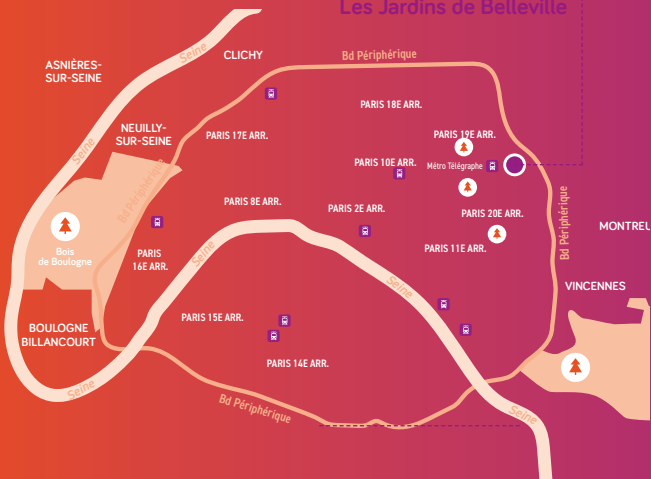 Les Jardins de Belleville
Seine
CLICHY
Bd Périphérique
ASNIÈRES-
SUR-SEINE
PARIS 18E ARR.
NEUILLY-
SUR-SEINE
PARIS 17E ARR.
PARIS 19E ARR.
Seine
PARIS 10E ARR.
Métro Télégraphe
Bd Périphérique
PARIS 8E ARR.
PARIS 2E ARR.
PARIS 20E ARR.
Bd Périphérique
MONTREU
Bois
de Boulogne
PARIS
16E ARR.
Seine
PARIS 11E ARR.
Seine
VINCENNES
PARIS 15E ARR.
BOULOGNE
BILLANCOURT
PARIS 14E ARR.
Seine
Bd Périphérique
Seine